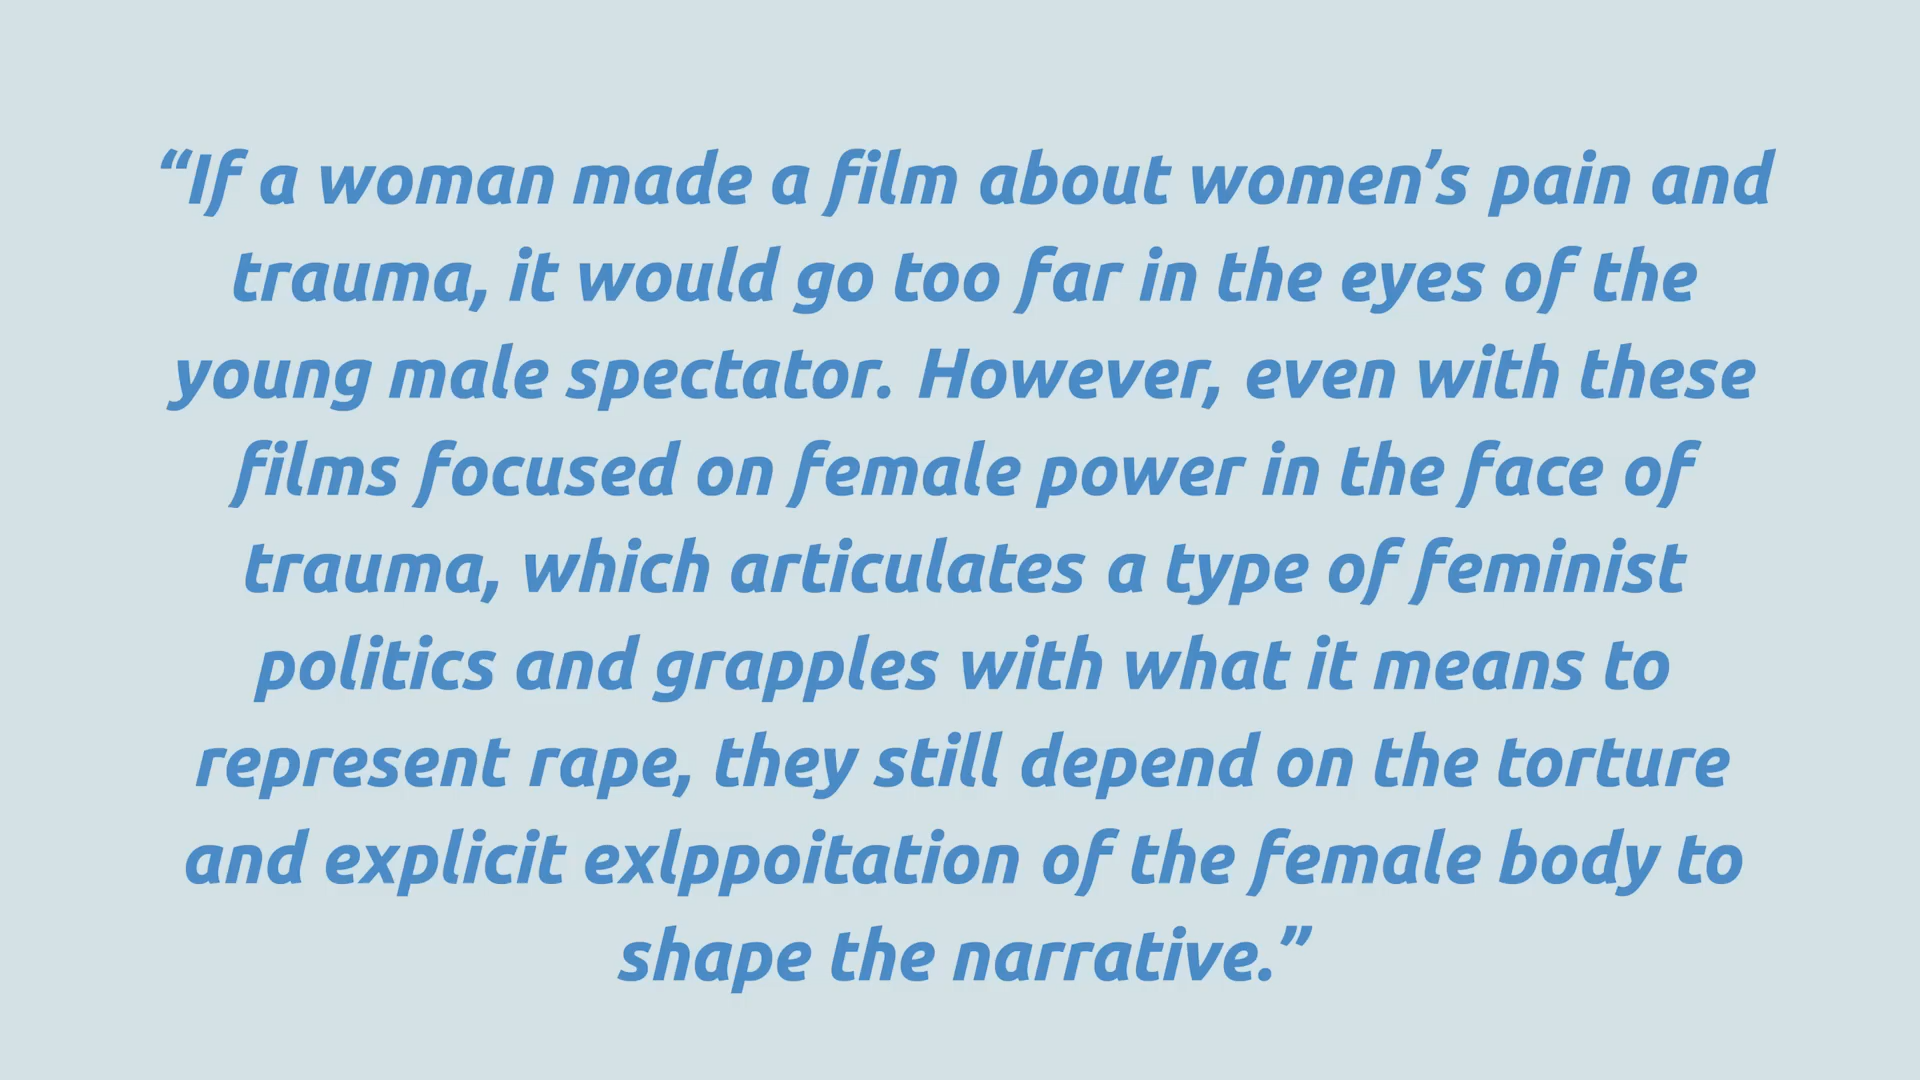 “If a woman made a film about women’s pain and
trauma, it would go too far in the eyes of the
young male spectator. However, even with these
films focused on female power in the face of
trauma, which articulates a type of feminist
politics and grapples with what it means to
represent rape, they still depend on the torture
and explicit exlppoitation of the female body to
shape the narrative.”